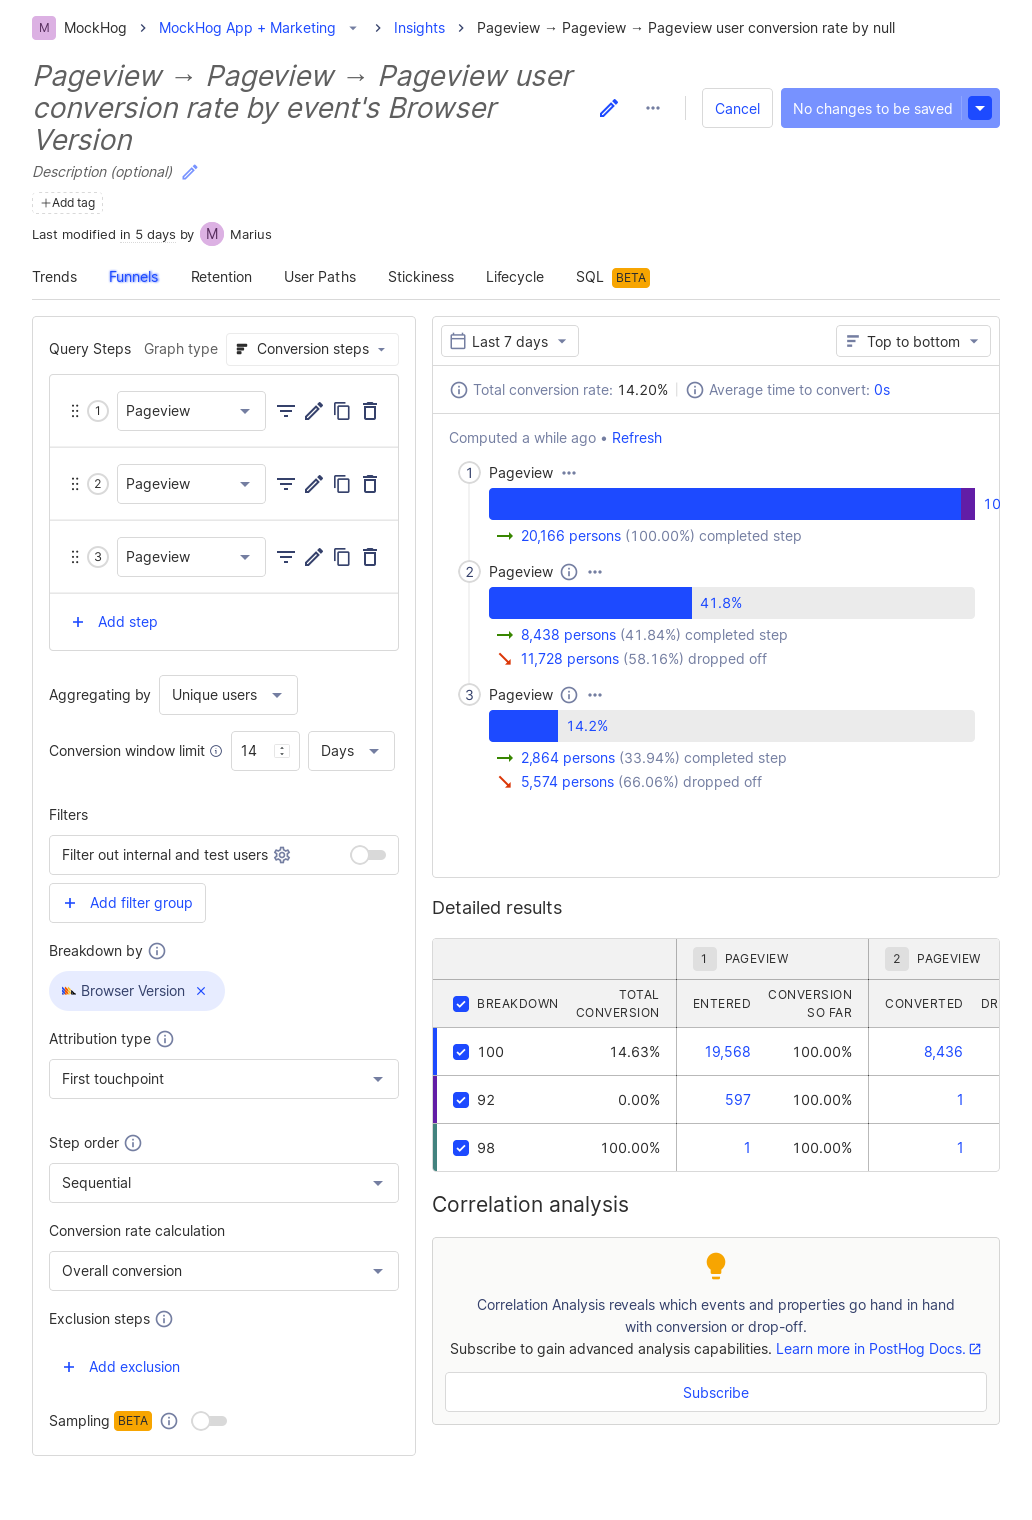 M MockHog > MockHog App + Marketing > Insights > Pageview → Pageview → Pageview user conversion rate by null
Pageview → Pageview → Pageview user
conversion rate by event's Browser
Version
Cancel
No changes to be saved
Description (optional)
+Add tag
Last modified in 5 days by M Marius
Trends Funnels Retention User Paths Stickiness Lifecycle SQL BETA
Query Steps Graph type Conversion steps
1 Pageview
2 Pageview
3 Pageview
+ Add step
Aggregating by Unique users
Conversion window limit 14 Days
Filters
Filter out internal and test users
+ Add filter group
Breakdown by
Browser Version ×
Attribution type
First touchpoint
Step order
Sequential
Conversion rate calculation
Overall conversion
Exclusion steps
+ Add exclusion
Sampling BETA
Last 7 days
Top to bottom
Total conversion rate: 14.20% Average time to convert: 0s
Computed a while ago • Refresh
1 Pageview
10
20,166 persons (100.00%) completed step
2 Pageview
41.8%
8,438 persons (41.84%) completed step
11,728 persons (58.16%) dropped off
3 Pageview
14.2%
2,864 persons (33.94%) completed step
5,574 persons (66.06%) dropped off
Detailed results
1 PAGEVIEW 2 PAGEVIEW
BREAKDOWN TOTAL CONVERSION ENTERED CONVERSION SO FAR CONVERTED DR
100 14.63% 19,568 100.00% 8,436
92 0.00% 597 100.00% 1
98 100.00% 1 100.00% 1
Correlation analysis
Correlation Analysis reveals which events and properties go hand in hand
with conversion or drop-off.
Subscribe to gain advanced analysis capabilities. Learn more in PostHog Docs.
Subscribe